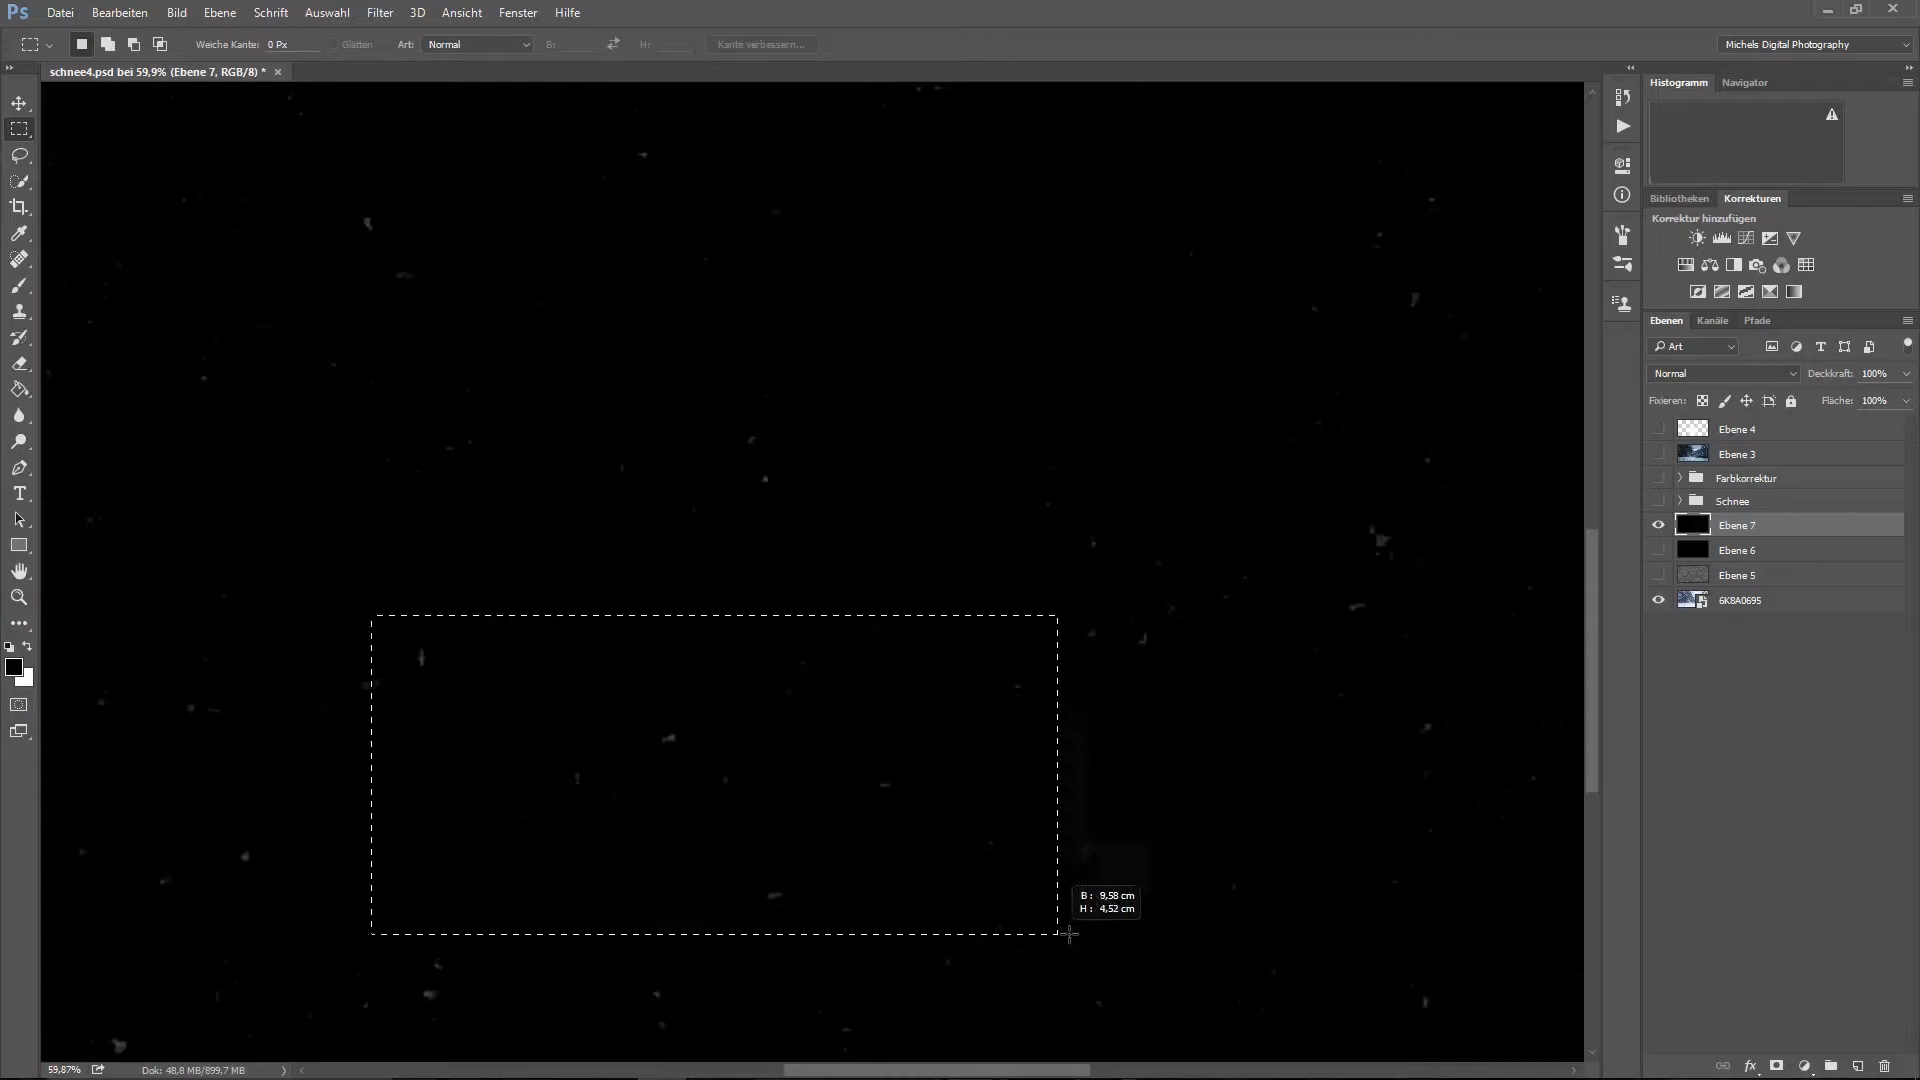 Ps Datei Bearbeiten Bild Ebene Schrift Auswahl Filter 3D Ansicht Fenster Hilfe
Weiche Kante: 0 Px Glätten Art: Normal B: H: Kante verbessern... Michels Digital Photography
schnee4.psd bei 59,9% (Ebene 7, RGB/8) *
Histogramm Navigator
Bibliotheken Korrekturen
Korrektur hinzufügen
Ebenen Kanäle Pfade
Art
Normal Deckkraft: 100%
Fixieren: Fläche: 100%
Ebene 4
Ebene 3
Farbkorrektur
Schnee
Ebene 7
Ebene 6
Ebene 5
6K8A0695
B: 9,58 cm
H: 4,52 cm
59,87% Dok: 48,8 MB/899,7 MB